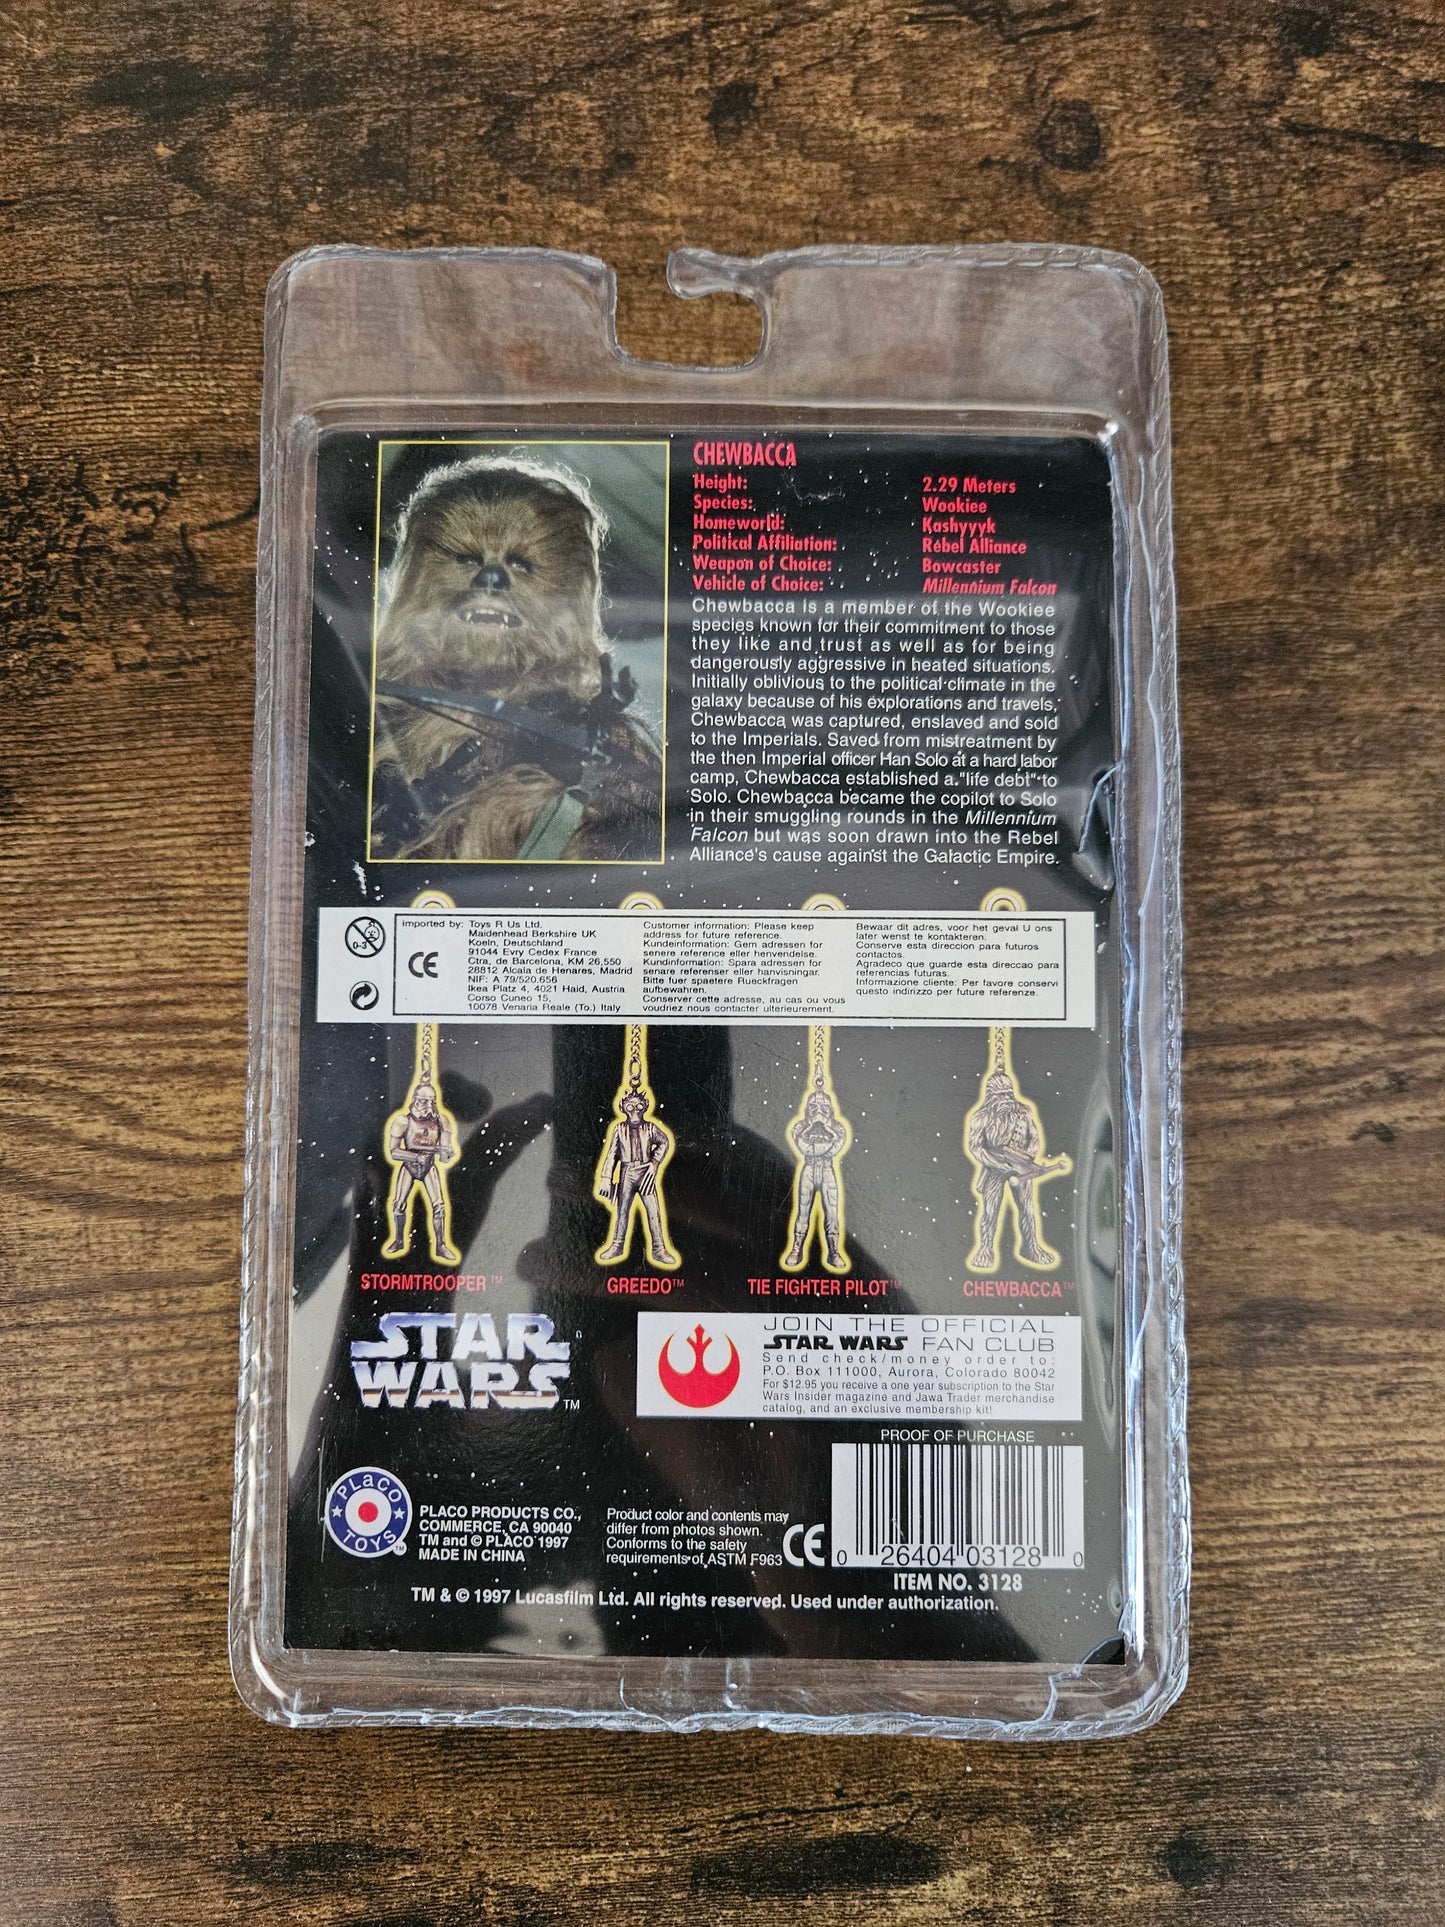 CHEWBACCA
Height: 2.29 Meters
Species: Wookiee
Homeworld: Kashyyyk
Political Affiliation: Rebel Alliance
Weapon of Choice: Bowcaster
Vehicle of Choice: Millennium Falcon
Chewbacca is a member of the Wookiee
species known for their commitment to those
they like and trust as well as for being
dangerously aggressive in heated situations.
Initially oblivious to the political climate in the
galaxy because of his explorations and travels,
Chewbacca was captured, enslaved and sold
to the Imperials. Saved from mistreatment by
the then Imperial officer Han Solo at a hard labor
camp, Chewbacca established a "life debt" to
Solo. Chewbacca became the copilot to Solo
in their smuggling rounds in the Millennium
Falcon but was soon drawn into the Rebel
Alliance's cause against the Galactic Empire.
0-3
CE
Imported by: Toys R Us Ltd.
Maidenhead Berkshire UK
Koeln, Deutschland
91044 Evry Cedex France
Ctra, de Barcelona, KM 26,550
28812 Alcala de Henares, Madrid
NIF: A 79/520.656
Ikea Platz 4, 4021 Haid, Austria
Corso Cuneo 15,
10078 Venaria Reale (To.) Italy
Customer information: Please keep
address for future reference.
Kundeinformation: Gem adressen for
senere reference eller henvendelse.
Kundinformation: Spara adressen for
senare referenser eller hanvisningar.
Bitte fuer spaetere Rueckfragen
aufbewahren.
Conserver cette adresse, au cas ou vous
voudriez nous contacter ulterieurement.
Bewaar dit adres, voor het geval U ons
later wenst te kontakteren.
Conserve esta direccion para futuros
contactos.
Agradeco que guarde esta direccao para
referencias futuras.
Informazione cliente: Per favore conservi
questo indirizzo per future referenze.
STORMTROOPER™
GREEDO™
TIE FIGHTER PILOT™
CHEWBACCA™
STAR
WARS™
JOIN THE OFFICIAL
STAR WARS FAN CLUB
Send check/money order to:
P.O. Box 111000, Aurora, Colorado 80042
For $12.95 you receive a one year subscription to the Star
Wars Insider magazine and Jawa Trader merchandise
catalog, and an exclusive membership kit!
PROOF OF PURCHASE
PLACO
TOYS™
PLACO PRODUCTS CO.,
COMMERCE, CA 90040
TM and © PLACO 1997
MADE IN CHINA
Product color and contents may
differ from photos shown.
Conforms to the safety
requirements of ASTM F963
CE
0 26404 03128 0
ITEM NO. 3128
TM & © 1997 Lucasfilm Ltd. All rights reserved. Used under authorization.